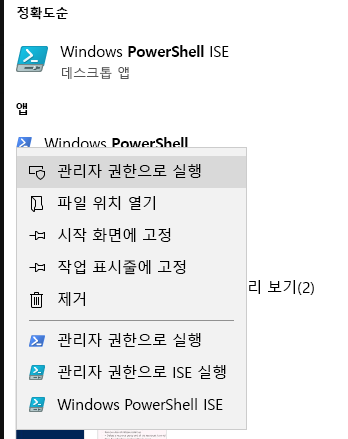 정확도순
Windows PowerShell ISE
데스크톱 앱
앱
Windows PowerShell
관리자 권한으로 실행
파일 위치 열기
시작 화면에 고정
작업 표시줄에 고정
리 보기(2)
제거
관리자 권한으로 실행
관리자 권한으로 ISE 실행
Windows PowerShell ISE